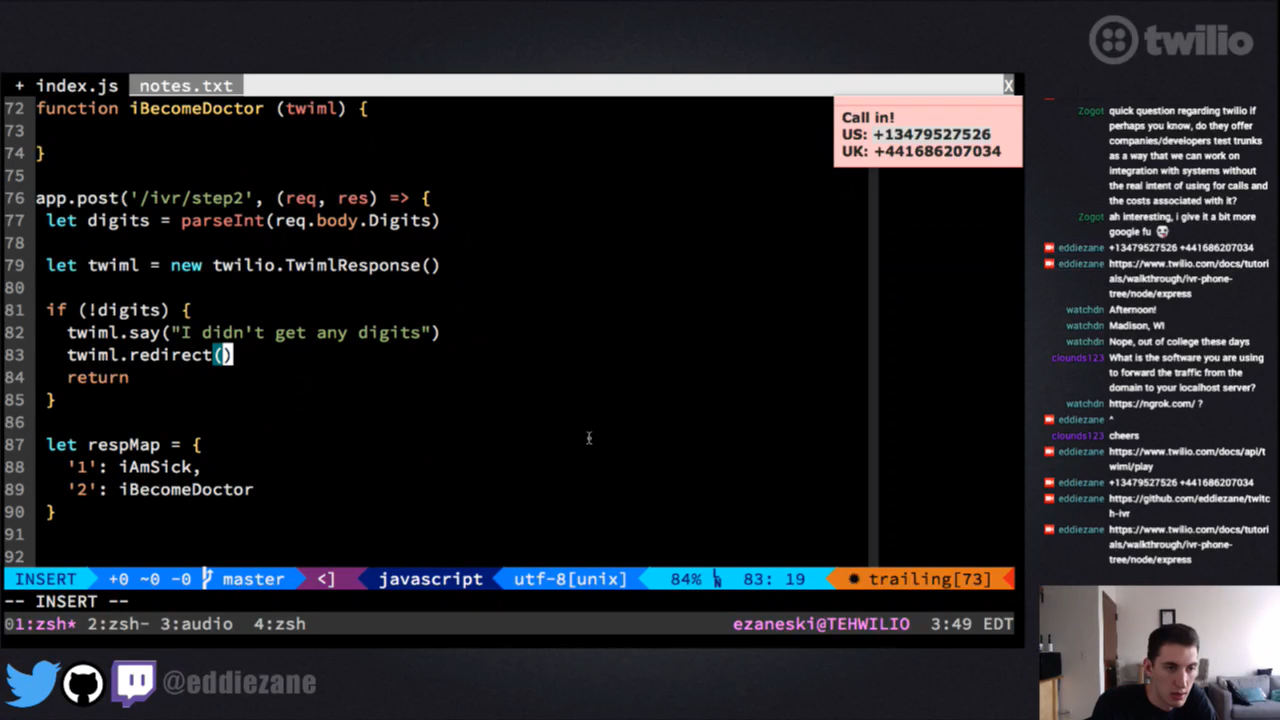 twilio
+ index.js notes.txt X
72 function iBecomeDoctor (twiml) {
73
74 }
75
76 app.post('/ivr/step2', (req, res) => {
77 let digits = parseInt(req.body.Digits)
78
79 let twiml = new twilio.TwimlResponse()
80
81 if (!digits) {
82 twiml.say("I didn't get any digits")
83 twiml.redirect()
84 return
85 }
86
87 let respMap = {
88 '1': iAmSick,
89 '2': iBecomeDoctor
90 }
91
92
INSERT +0 ~0 -0 master <] javascript utf-8[unix] 84% 83: 19 trailing[73]
-- INSERT --
01:zsh* 2:zsh- 3:audio 4:zsh ezaneski@TEHWILIO 3:49 EDT
Call in!
US: +13479527526
UK: +441686207034
Zogot quick question regarding twilio if
perhaps you know, do they offer
companies/developers test trunks
as a way that we can work on
integration with systems without
the real intent of using for calls and
the costs associated with it?
Zogot ah interesting, i give it a bit more
google fu
eddiezane +13479527526 +441686207034
eddiezane https://www.twilio.com/docs/tutori
als/walkthrough/ivr-phone-
tree/node/express
watchdn Afternoon!
watchdn Madison, WI
watchdn Nope, out of college these days
clounds123 What is the software you are using
to forward the traffic from the
domain to your localhost server?
watchdn https://ngrok.com/ ?
eddiezane ^
clounds123 cheers
eddiezane https://www.twilio.com/docs/api/t
wiml/play
eddiezane +13479527526 +441686207034
eddiezane https://github.com/eddiezane/twitc
h-ivr
eddiezane https://www.twilio.com/docs/tutori
als/walkthrough/ivr-phone-
tree/node/express
@eddiezane